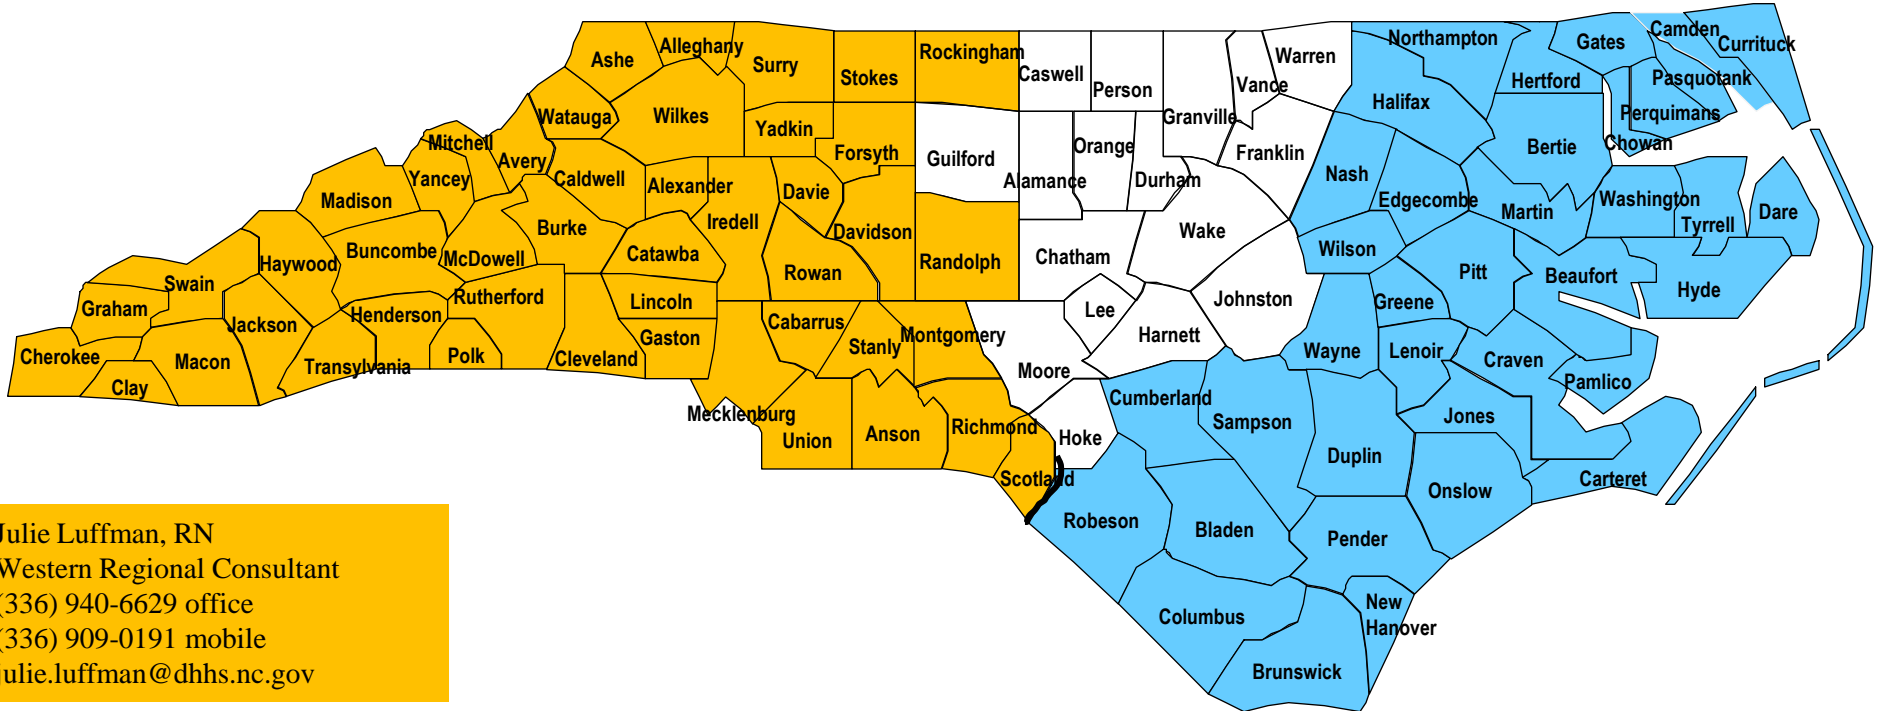 Ashe
Alleghany
Surry
Stokes
Rockingham
Caswell
Person
Granville
Vance
Warren
Northampton
Gates
Camden
Currituck
Hertford
Pasquotank
Perquimans
Chowan
Halifax
Watauga
Wilkes
Yadkin
Forsyth
Guilford
Alamance
Orange
Durham
Franklin
Nash
Edgecombe
Bertie
Martin
Washington
Tyrrell
Dare
Mitchell
Avery
Yancey
Caldwell
Alexander
Iredell
Davie
Davidson
Randolph
Chatham
Wake
Wilson
Pitt
Beaufort
Hyde
Madison
Buncombe
McDowell
Burke
Catawba
Rowan
Lee
Johnston
Greene
Swain
Haywood
Rutherford
Lincoln
Graham
Jackson
Henderson
Gaston
Cabarrus
Stanly
Montgomery
Moore
Harnett
Wayne
Lenoir
Craven
Pamlico
Cherokee
Clay
Macon
Transylvania
Polk
Cleveland
Mecklenburg
Union
Anson
Richmond
Scotland
Hoke
Cumberland
Sampson
Duplin
Jones
Onslow
Carteret
Robeson
Bladen
Pender
Columbus
New
Hanover
Brunswick
Julie Luffman, RN
Western Regional Consultant
(336) 940-6629 office
(336) 909-0191 mobile
julie.luffman@dhhs.nc.gov